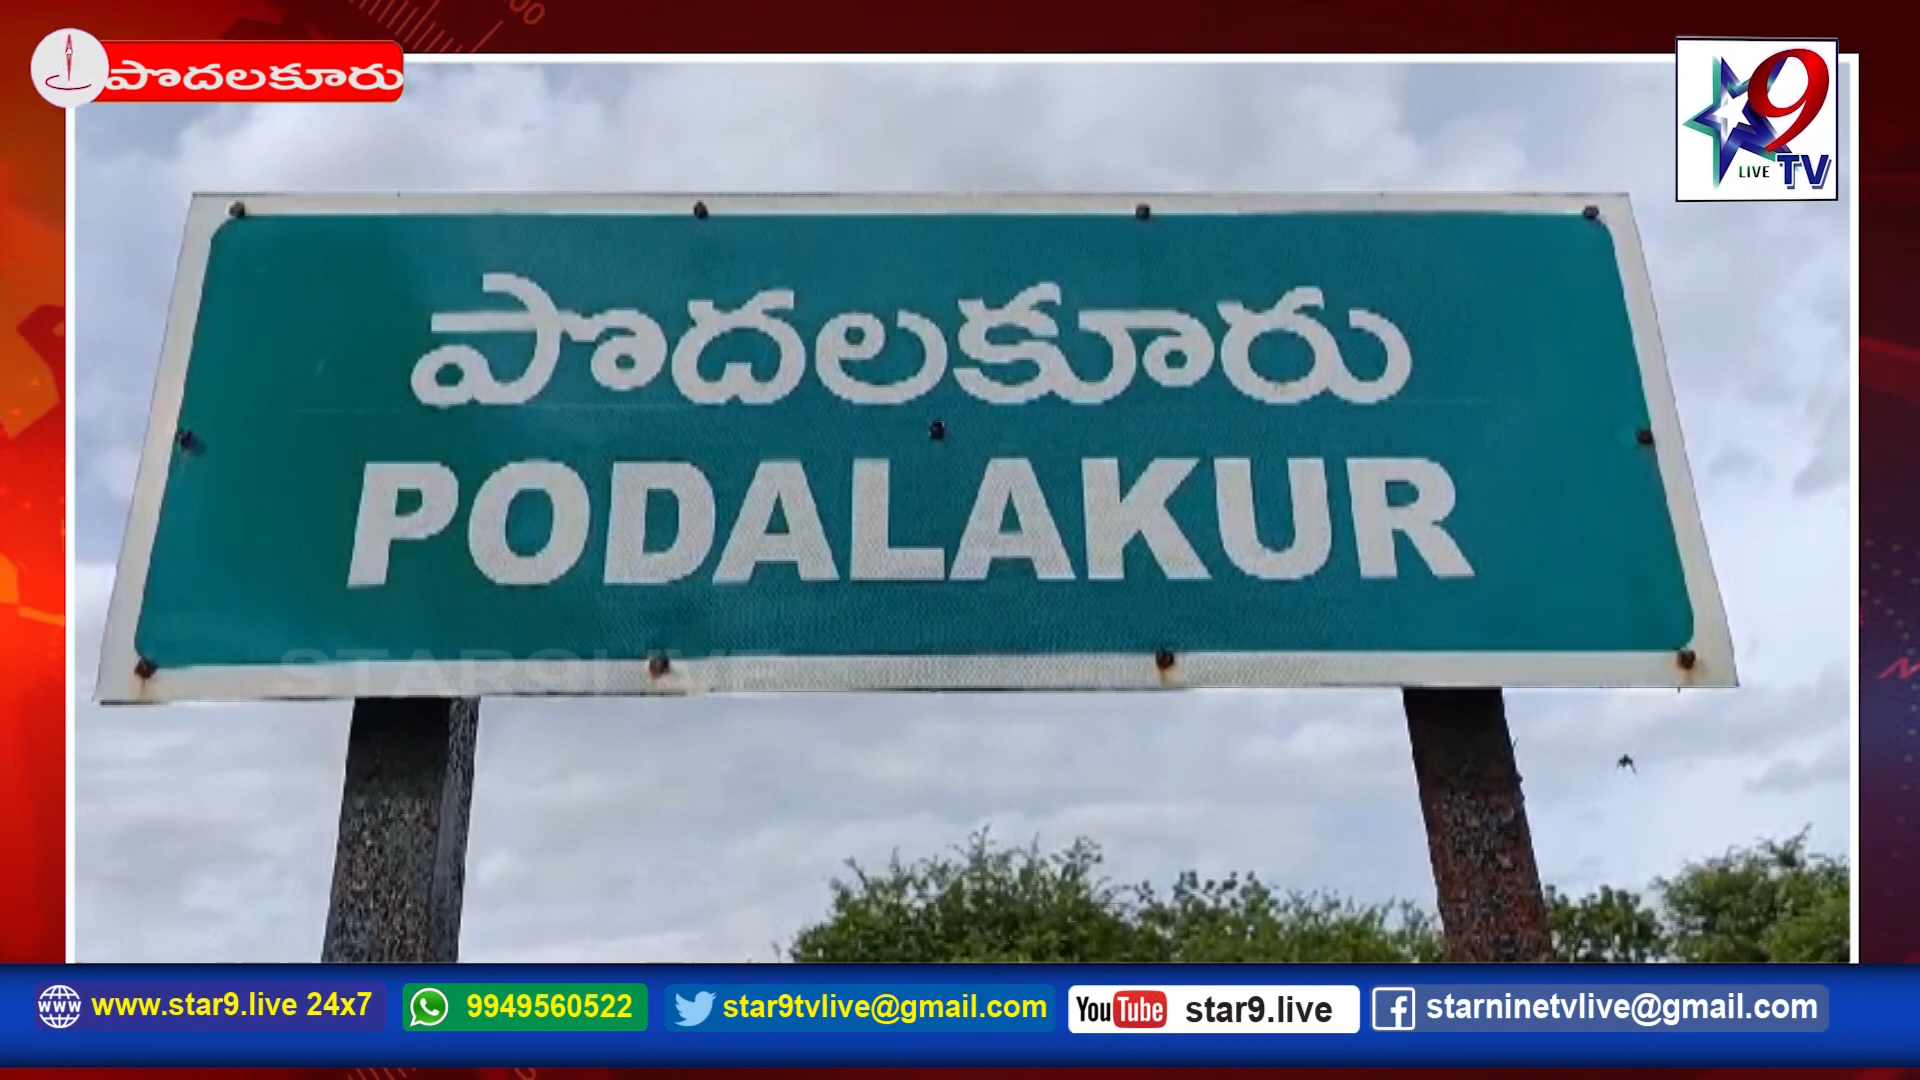 పొదలకూరు
9
LIVE TV
పొదలకూరు
PODALAKUR
STAR9LIVE
www.star9.live 24x7
9949560522
star9tvlive@gmail.com
YouTube star9.live
starninetvlive@gmail.com